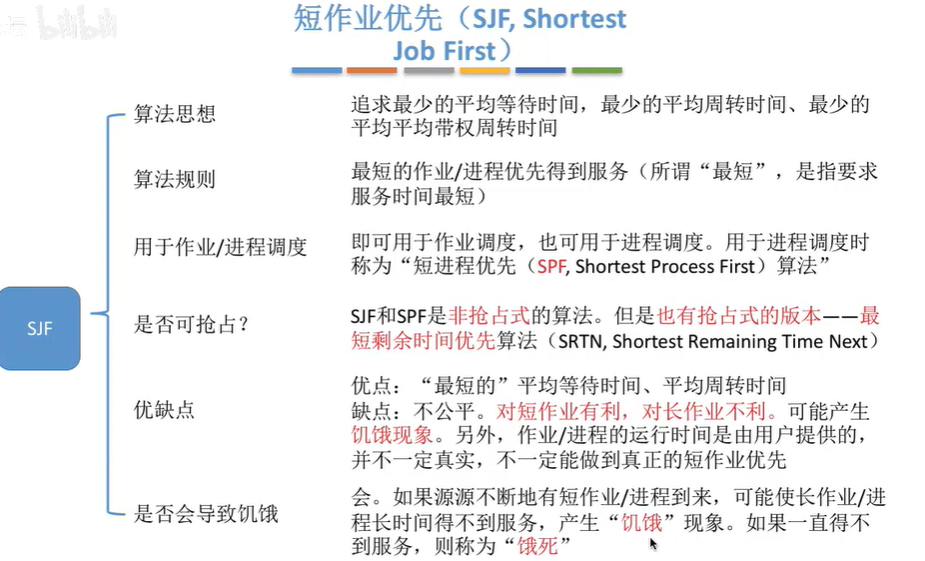 bilibili
短作业优先（SJF, Shortest
Job First）
算法思想
追求最少的平均等待时间，最少的平均周转时间、最少的
平均平均带权周转时间
算法规则
最短的作业/进程优先得到服务（所谓“最短”，是指要求
服务时间最短）
用于作业/进程调度
即可用于作业调度，也可用于进程调度。用于进程调度时
称为“短进程优先（SPF, Shortest Process First）算法”
SJF
是否可抢占？
SJF和SPF是非抢占式的算法。但是也有抢占式的版本——最
短剩余时间优先算法（SRTN, Shortest Remaining Time Next）
优缺点
优点：“最短的”平均等待时间、平均周转时间
缺点：不公平。对短作业有利，对长作业不利。可能产生
饥饿现象。另外，作业/进程的运行时间是由用户提供的，
并不一定真实，不一定能做到真正的短作业优先
是否会导致饥饿
会。如果源源不断地有短作业/进程到来，可能使长作业/进
程长时间得不到服务，产生“饥饿”现象。如果一直得不
到服务，则称为“饿死”